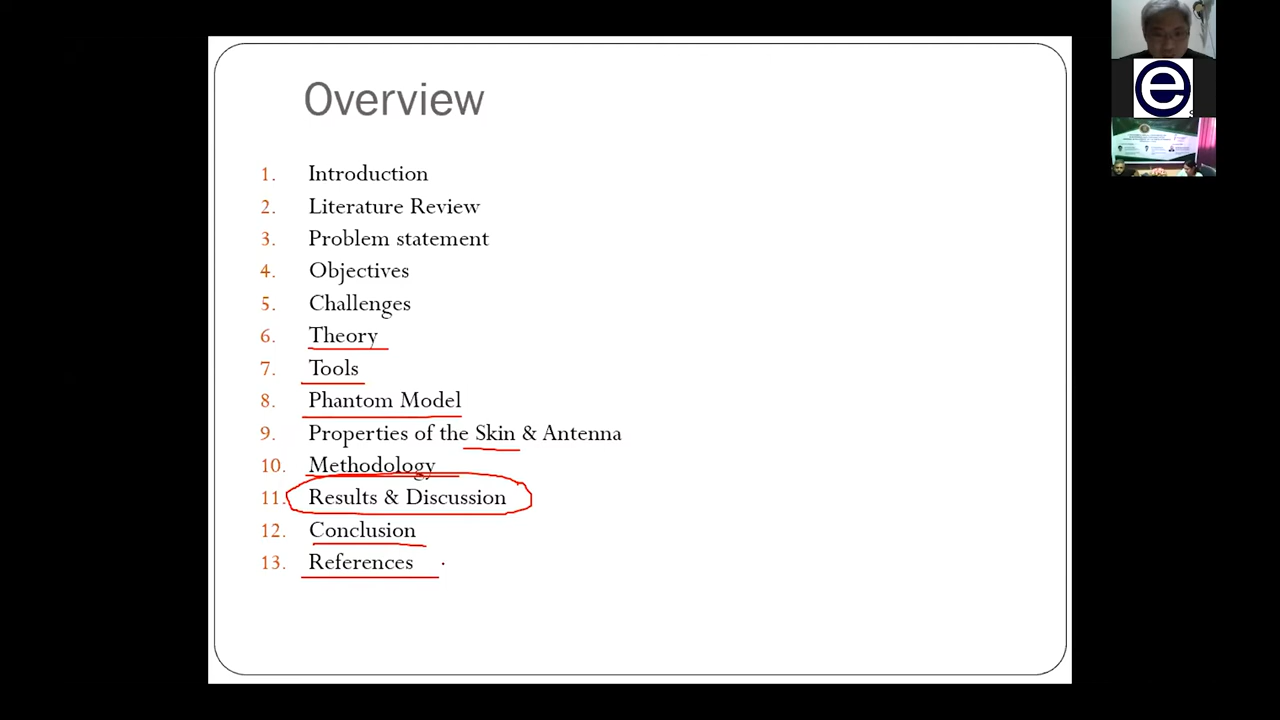 Overview
1. Introduction
2. Literature Review
3. Problem statement
4. Objectives
5. Challenges
6. Theory
7. Tools
8. Phantom Model
9. Properties of the Skin & Antenna
10. Methodology
11. Results & Discussion
12. Conclusion
13. References
e